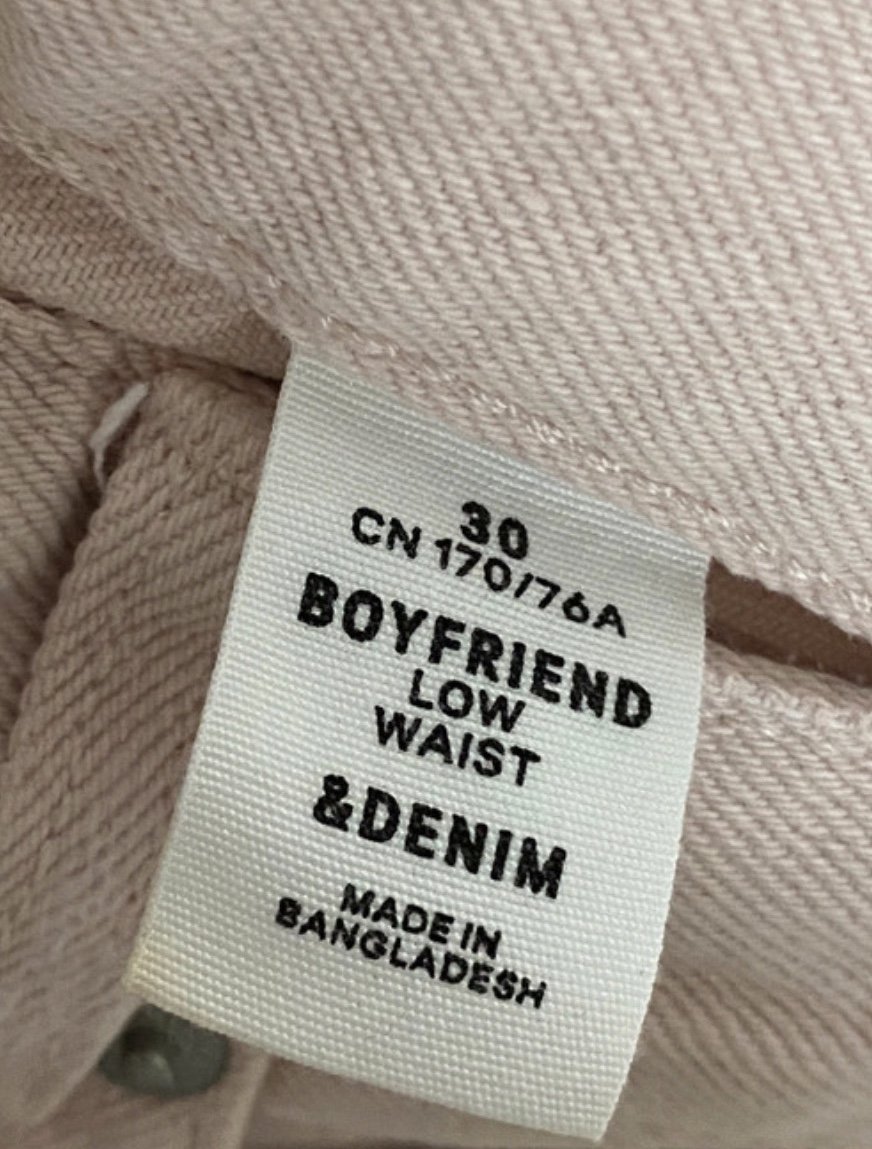 30
CN 170/76A
BOYFRIEND
LOW
WAIST
&DENIM
MADE IN
BANGLADESH